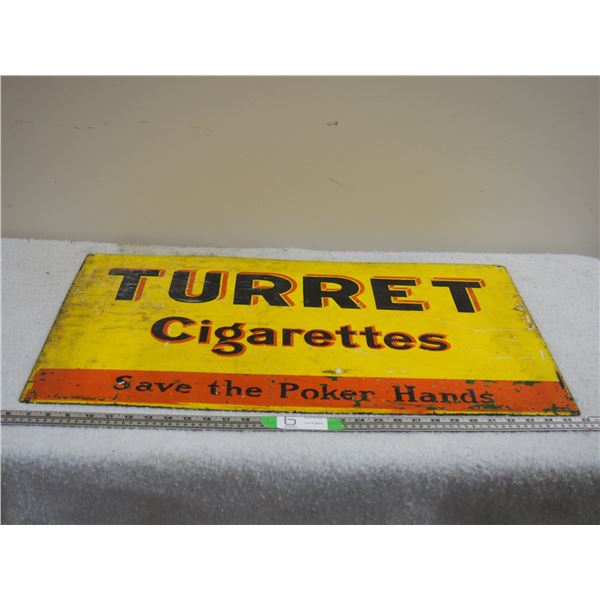 TURRET
Cigarettes
Save the Poker Hands